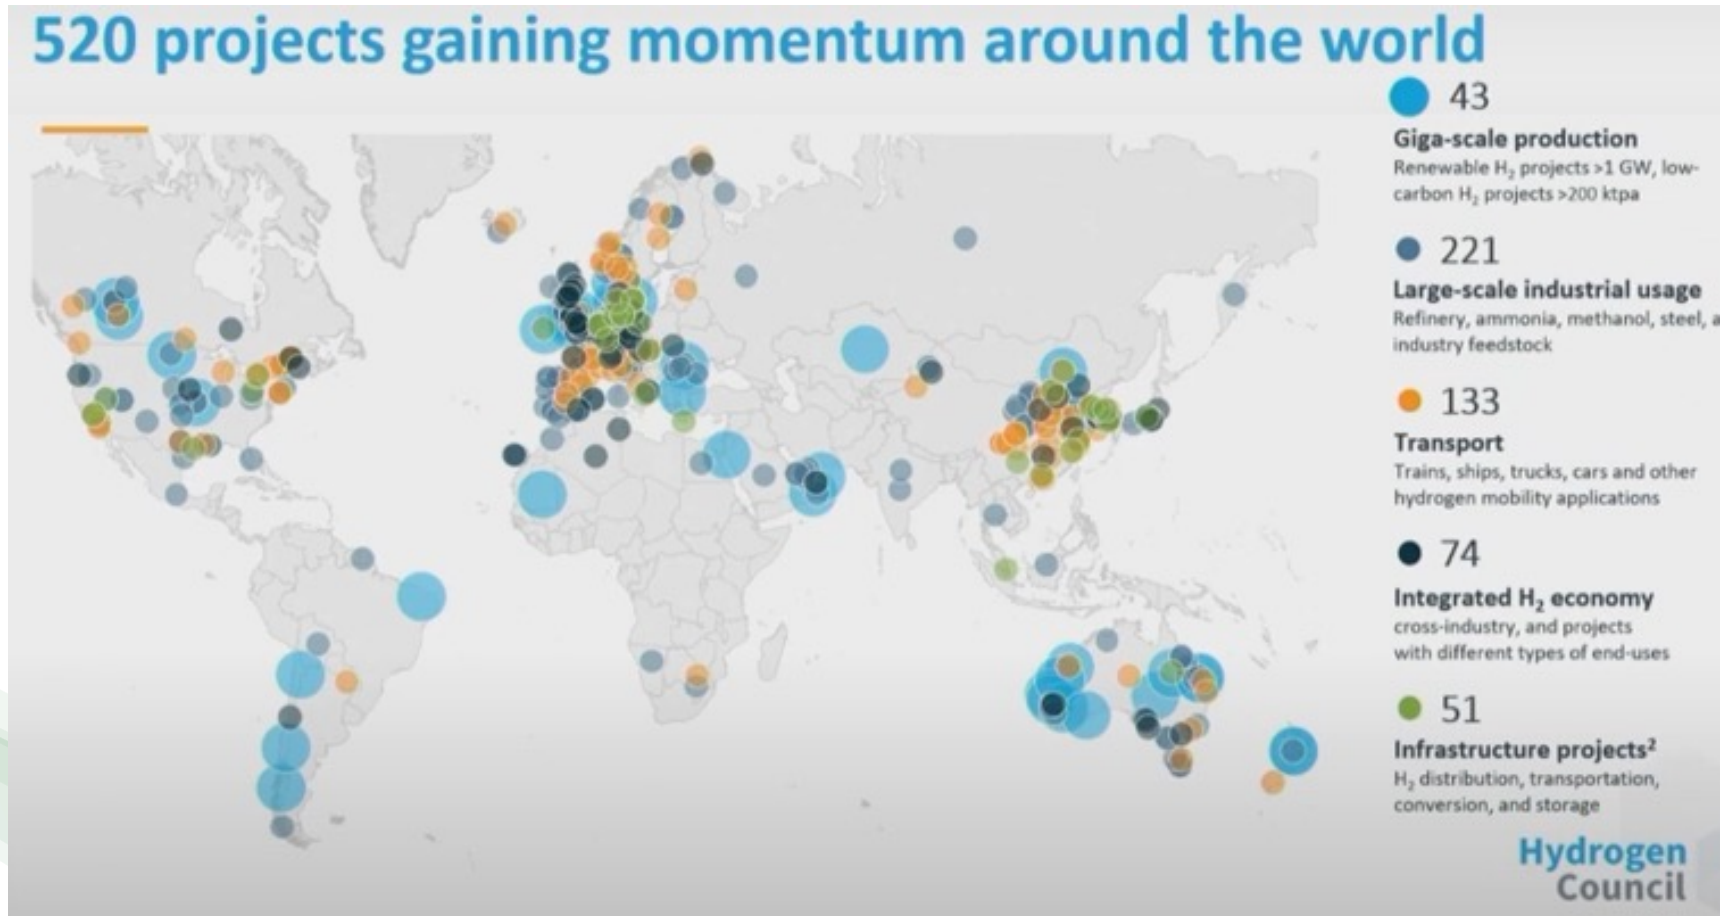 520 projects gaining momentum around the world
43
Giga-scale production
Renewable H₂ projects >1 GW, low-
carbon H₂ projects >200 ktpa
221
Large-scale industrial usage
Refinery, ammonia, methanol, steel, a
industry feedstock
133
Transport
Trains, ships, trucks, cars and other
hydrogen mobility applications
74
Integrated H₂ economy
cross-industry, and projects
with different types of end-uses
51
Infrastructure projects²
H₂ distribution, transportation,
conversion, and storage
Hydrogen
Council